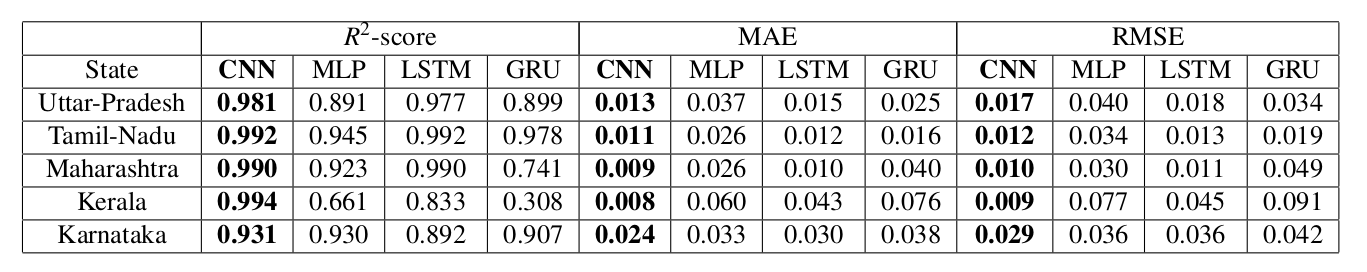 R²-score MAE RMSE
State CNN MLP LSTM GRU CNN MLP LSTM GRU CNN MLP LSTM GRU
Uttar-Pradesh 0.981 0.891 0.977 0.899 0.013 0.037 0.015 0.025 0.017 0.040 0.018 0.034
Tamil-Nadu 0.992 0.945 0.992 0.978 0.011 0.026 0.012 0.016 0.012 0.034 0.013 0.019
Maharashtra 0.990 0.923 0.990 0.741 0.009 0.026 0.010 0.040 0.010 0.030 0.011 0.049
Kerala 0.994 0.661 0.833 0.308 0.008 0.060 0.043 0.076 0.009 0.077 0.045 0.091
Karnataka 0.931 0.930 0.892 0.907 0.024 0.033 0.030 0.038 0.029 0.036 0.036 0.042